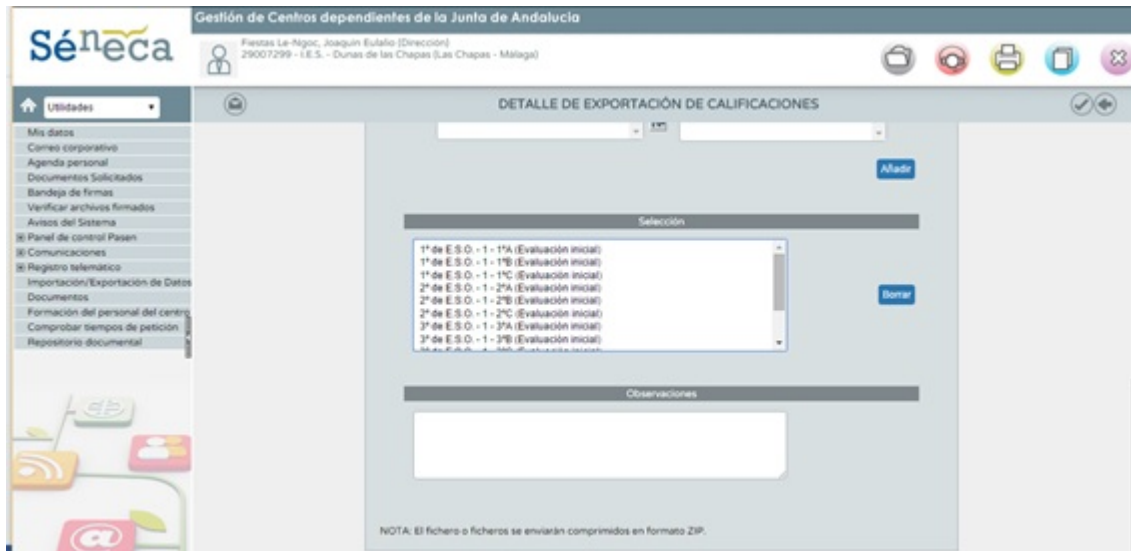 Gestión de Centros dependientes de la Junta de Andalucía
Séneca
Fiestas Le-Ngoc, Joaquín Eulalio (Dirección)
29007299 - I.E.S. - Dunas de las Chapas (Las Chapas - Málaga)
Utilidades
DETALLE DE EXPORTACIÓN DE CALIFICACIONES
Mis datos
Correo corporativo
Agenda personal
Documentos Solicitados
Bandeja de firmas
Verificar archivos firmados
Avisos del Sistema
Panel de control Pasen
Comunicaciones
Registro telemático
Importación/Exportación de Datos
Documentos
Formación del personal del centro
Comprobar tiempos de petición
Repositorio documental
Añadir
Selección
1º de E.S.O. - 1 - 1ºA (Evaluación inicial)
1º de E.S.O. - 1 - 1ºB (Evaluación inicial)
1º de E.S.O. - 1 - 1ºC (Evaluación inicial)
2º de E.S.O. - 1 - 2ºA (Evaluación inicial)
2º de E.S.O. - 1 - 2ºB (Evaluación inicial)
2º de E.S.O. - 1 - 2ºC (Evaluación inicial)
3º de E.S.O. - 1 - 3ºA (Evaluación inicial)
3º de E.S.O. - 1 - 3ºB (Evaluación inicial)
Borrar
Observaciones
NOTA: El fichero o ficheros se enviarán comprimidos en formato ZIP.